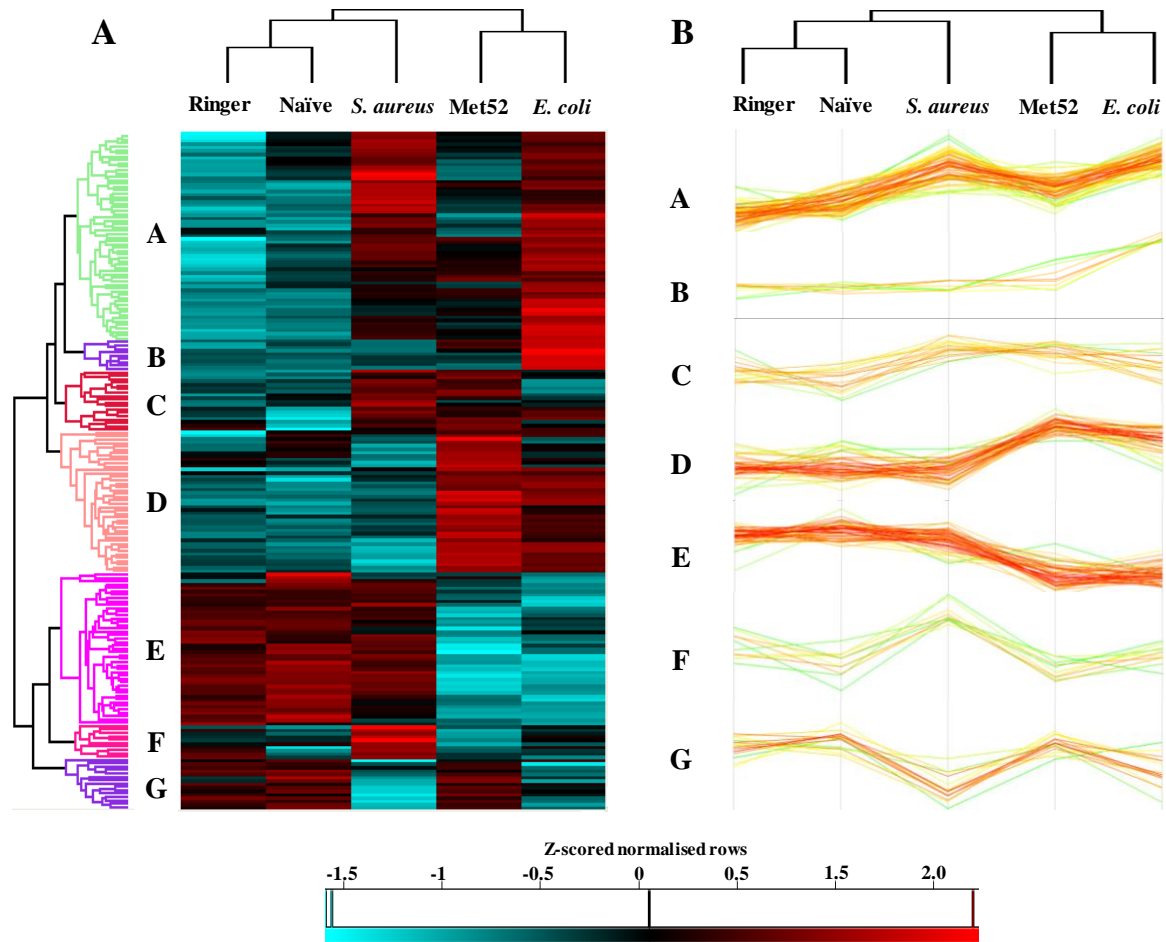 A
B
Ringer Naïve S. aureus Met52 E. coli
Ringer Naïve S. aureus Met52 E. coli
A
B
C
D
E
F
G
A
B
C
D
E
F
G
Z-scored normalised rows
-1.5 -1 -0.5 0 0.5 1.5 2.0